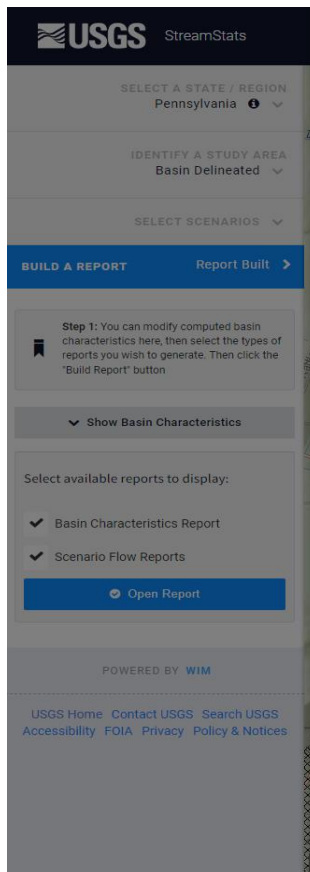 USGS StreamStats
SELECT A STATE / REGION
Pennsylvania
IDENTIFY A STUDY AREA
Basin Delineated
SELECT SCENARIOS
BUILD A REPORT Report Built
Step 1: You can modify computed basin
characteristics here, then select the types of
reports you wish to generate. Then click the
"Build Report" button
Show Basin Characteristics
Select available reports to display:
Basin Characteristics Report
Scenario Flow Reports
Open Report
POWERED BY WIM
USGS Home Contact USGS Search USGS
Accessibility FOIA Privacy Policy & Notices